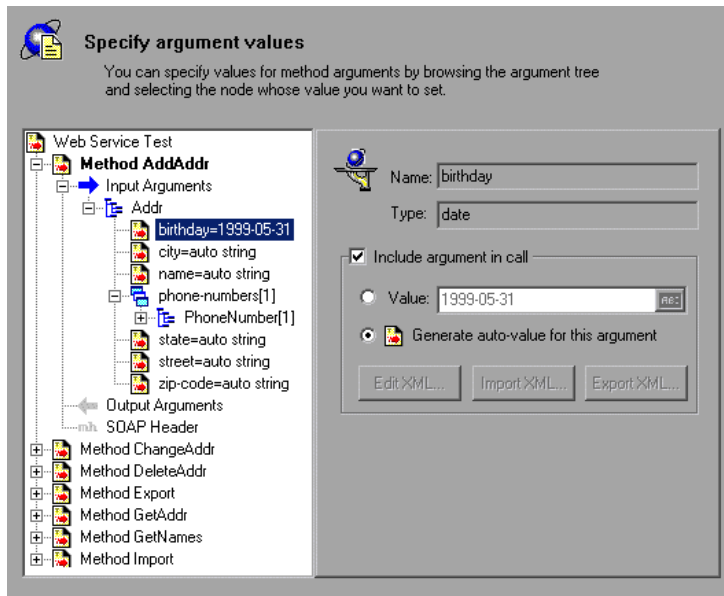 Specify argument values
You can specify values for method arguments by browsing the argument tree
and selecting the node whose value you want to set.
Web Service Test
Method AddAddr
Input Arguments
Addr
birthday=1999-05-31
city=auto string
name=auto string
phone-numbers[1]
PhoneNumber[1]
state=auto string
street=auto string
zip-code=auto string
Output Arguments
SOAP Header
Method ChangeAddr
Method DeleteAddr
Method Export
Method GetAddr
Method GetNames
Method Import
Name: birthday
Type: date
Include argument in call
Value: 1999-05-31
Generate auto-value for this argument
Edit XML... Import XML... Export XML...